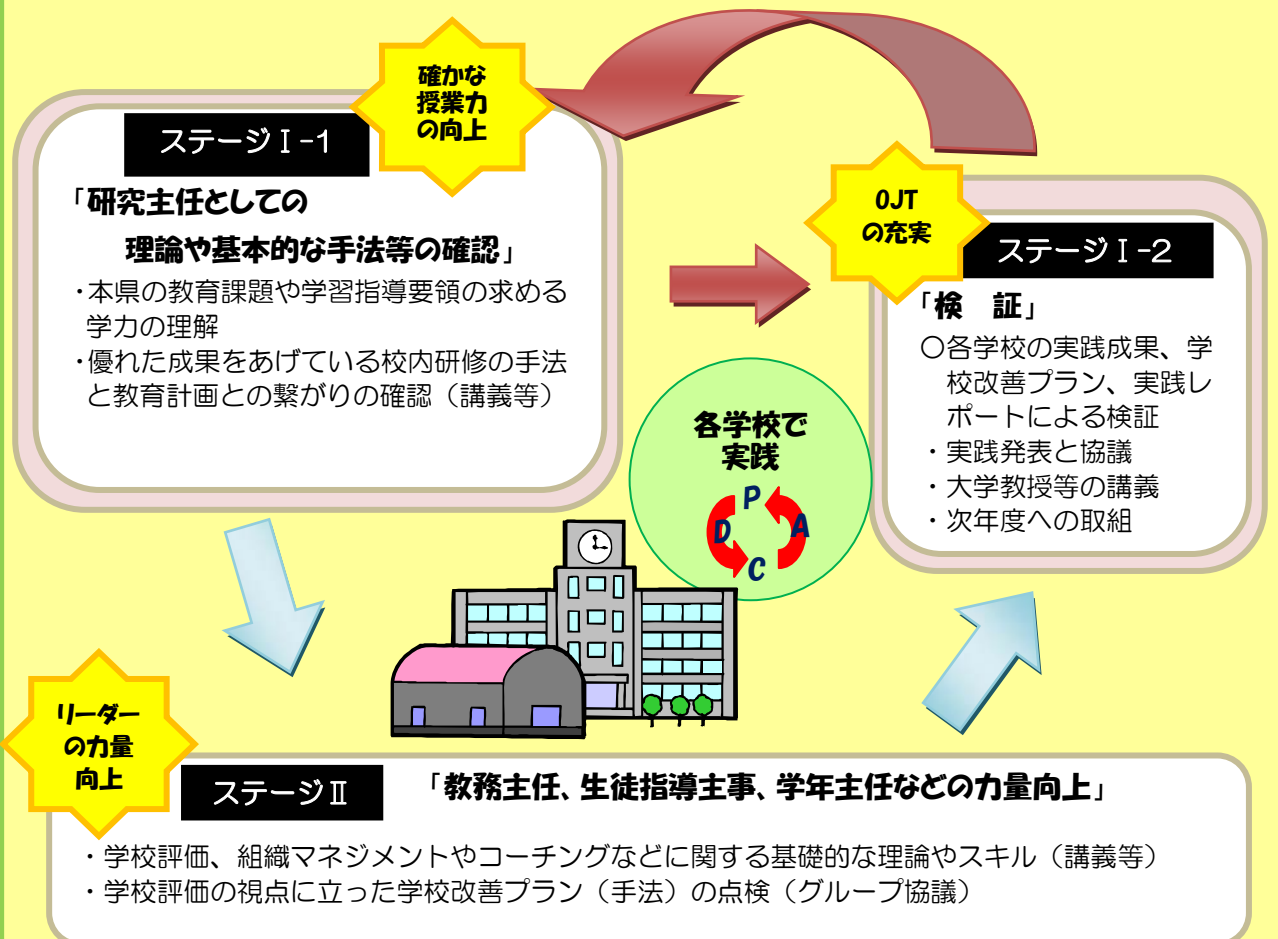 確かな
授業力
の向上
ステージⅠ-1
「研究主任としての
理論や基本的な手法等の確認」
・本県の教育課題や学習指導要領の求める
学力の理解
・優れた成果をあげている校内研修の手法
と教育計画との繋がりの確認（講義等）
OJT
の充実
ステージⅠ-2
「検　証」
○各学校の実践成果、学
校改善プラン、実践レ
ポートによる検証
・実践発表と協議
・大学教授等の講義
・次年度への取組
各学校で
実践
P
D
A
C
リーダー
の力量
向上
ステージⅡ
「教務主任、生徒指導主事、学年主任などの力量向上」
・学校評価、組織マネジメントやコーチングなどに関する基礎的な理論やスキル（講義等）
・学校評価の視点に立った学校改善プラン（手法）の点検（グループ協議）